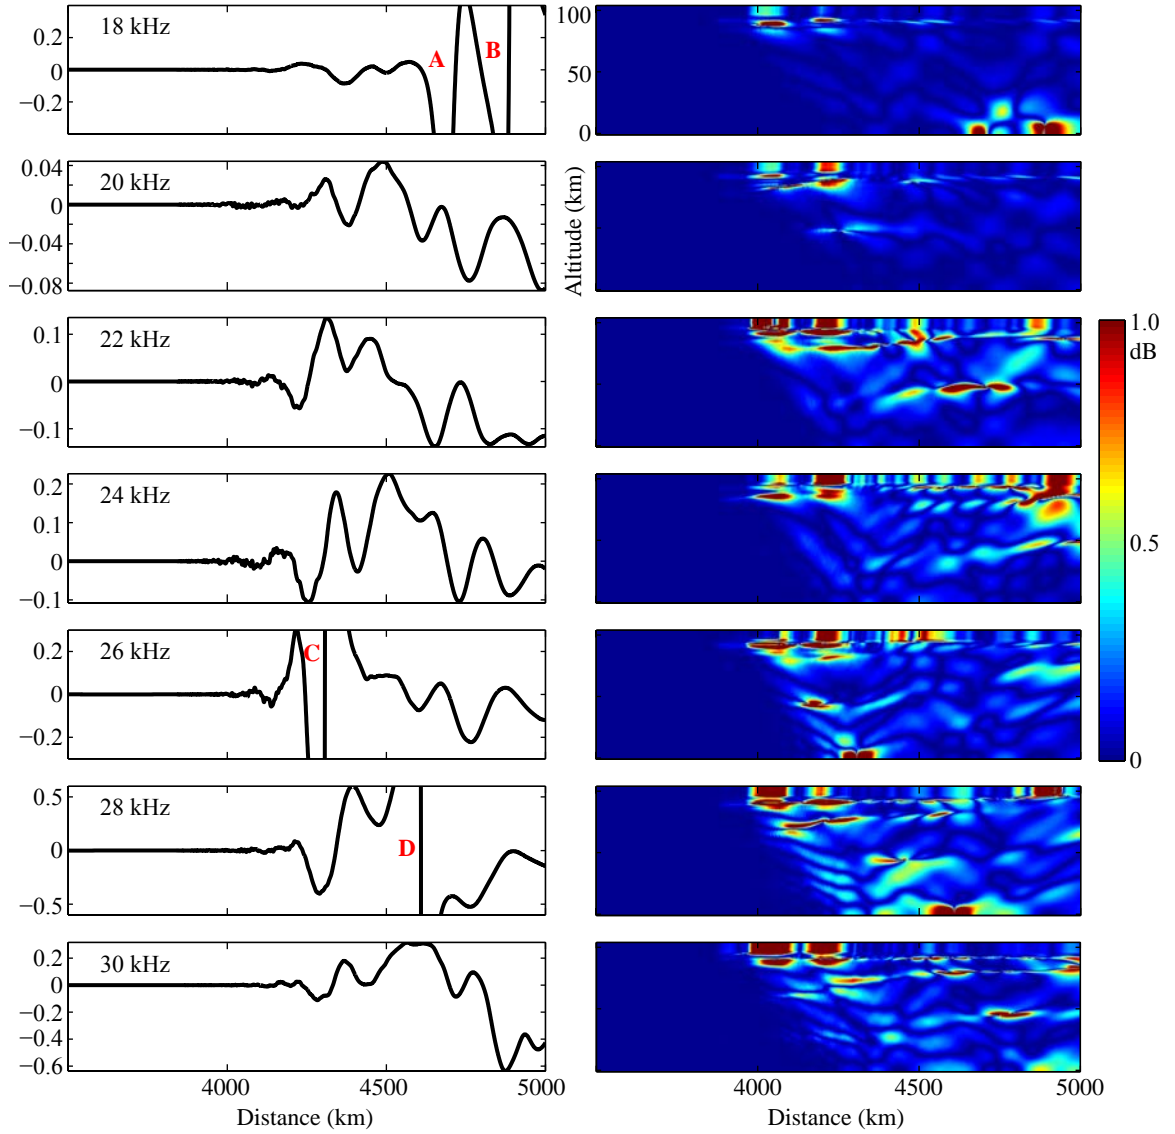 18 kHz
0.2
0
−0.2
A
B
100
50
0
20 kHz
0.04
0
−0.04
−0.08
Altitude (km)
22 kHz
0.1
0
−0.1
1.0
dB
0.5
0
24 kHz
0.2
0.1
0
−0.1
26 kHz
0.2
0
−0.2
C
28 kHz
0.5
0
−0.5
D
30 kHz
0.2
0
−0.2
−0.4
−0.6
4000 4500 5000
Distance (km)
4000 4500 5000
Distance (km)